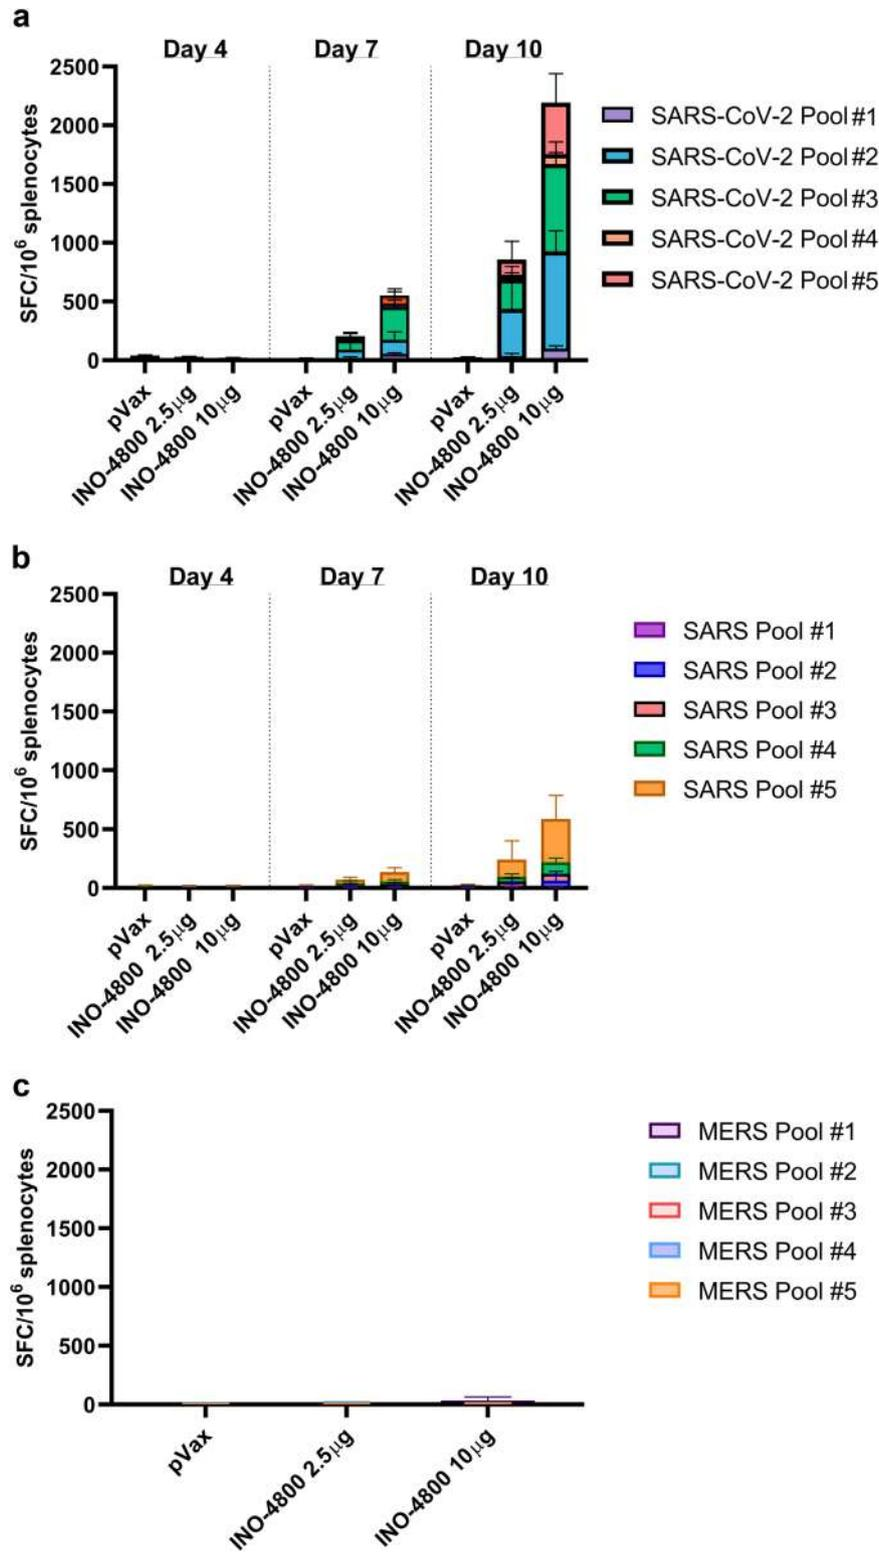 a
Day 4 Day 7 Day 10
2500
2000
1500
1000
500
0
SFC/10⁶ splenocytes
pVax
INO-4800 2.5µg
INO-4800 10µg
pVax
INO-4800 2.5µg
INO-4800 10µg
pVax
INO-4800 2.5µg
INO-4800 10µg
SARS-CoV-2 Pool#1
SARS-CoV-2 Pool#2
SARS-CoV-2 Pool#3
SARS-CoV-2 Pool#4
SARS-CoV-2 Pool#5
b
Day 4 Day 7 Day 10
2500
2000
1500
1000
500
0
SFC/10⁶ splenocytes
pVax
INO-4800 2.5µg
INO-4800 10µg
pVax
INO-4800 2.5µg
INO-4800 10µg
pVax
INO-4800 2.5µg
INO-4800 10µg
SARS Pool #1
SARS Pool #2
SARS Pool #3
SARS Pool #4
SARS Pool #5
c
2500
2000
1500
1000
500
0
SFC/10⁶ splenocytes
pVax
INO-4800 2.5µg
INO-4800 10µg
MERS Pool #1
MERS Pool #2
MERS Pool #3
MERS Pool #4
MERS Pool #5